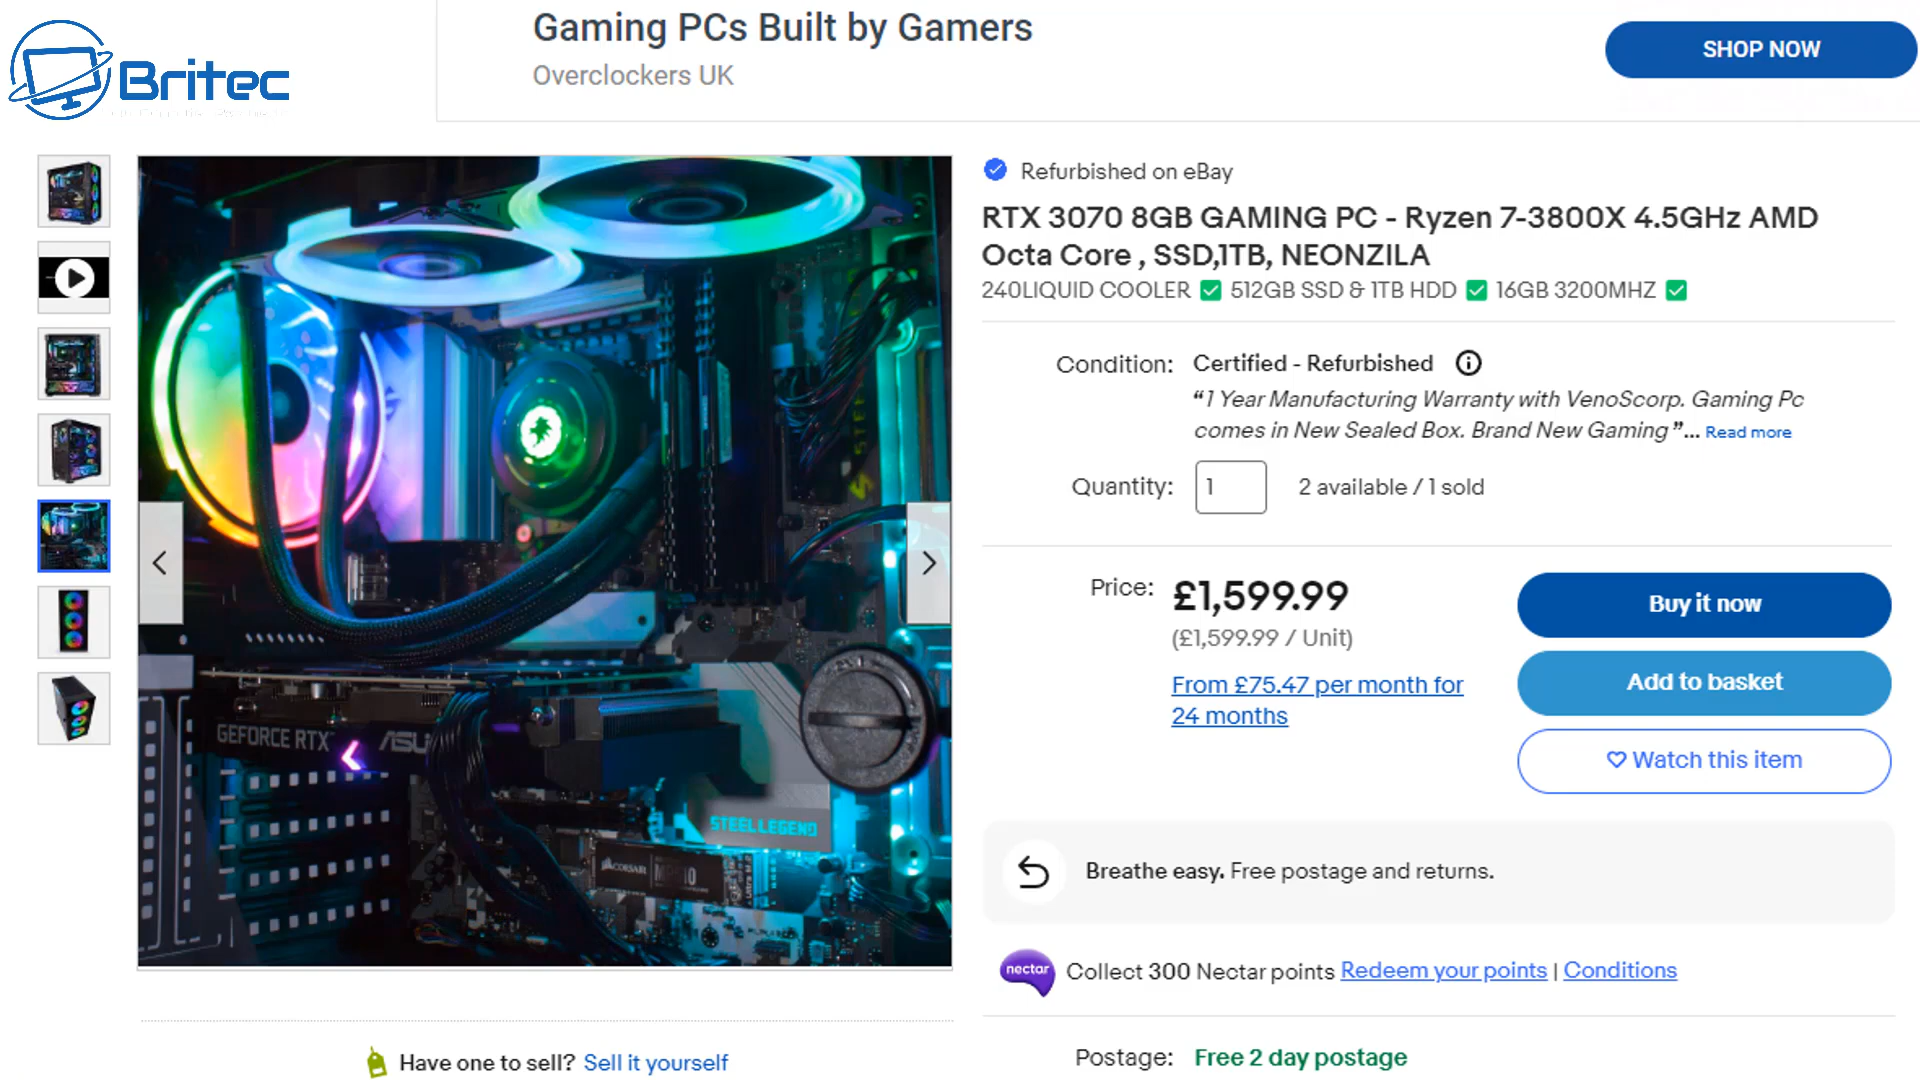 Britec
Gaming PCs Built by Gamers
Overclockers UK
SHOP NOW
Refurbished on eBay
RTX 3070 8GB GAMING PC - Ryzen 7-3800X 4.5GHz AMD
Octa Core , SSD,1TB, NEONZILA
240LIQUID COOLER ✅ 512GB SSD & 1TB HDD ✅ 16GB 3200MHZ ✅
Condition: Certified - Refurbished
“1 Year Manufacturing Warranty with VenoScorp. Gaming Pc
comes in New Sealed Box. Brand New Gaming”... Read more
Quantity: 1 2 available / 1 sold
Price: £1,599.99
(£1,599.99 / Unit)
From £75.47 per month for
24 months
Buy it now
Add to basket
Watch this item
GEFORCE RTX ASU
STEEL LEGEND
CORSAIR
Breathe easy. Free postage and returns.
nectar Collect 300 Nectar points Redeem your points | Conditions
Have one to sell? Sell it yourself
Postage: Free 2 day postage